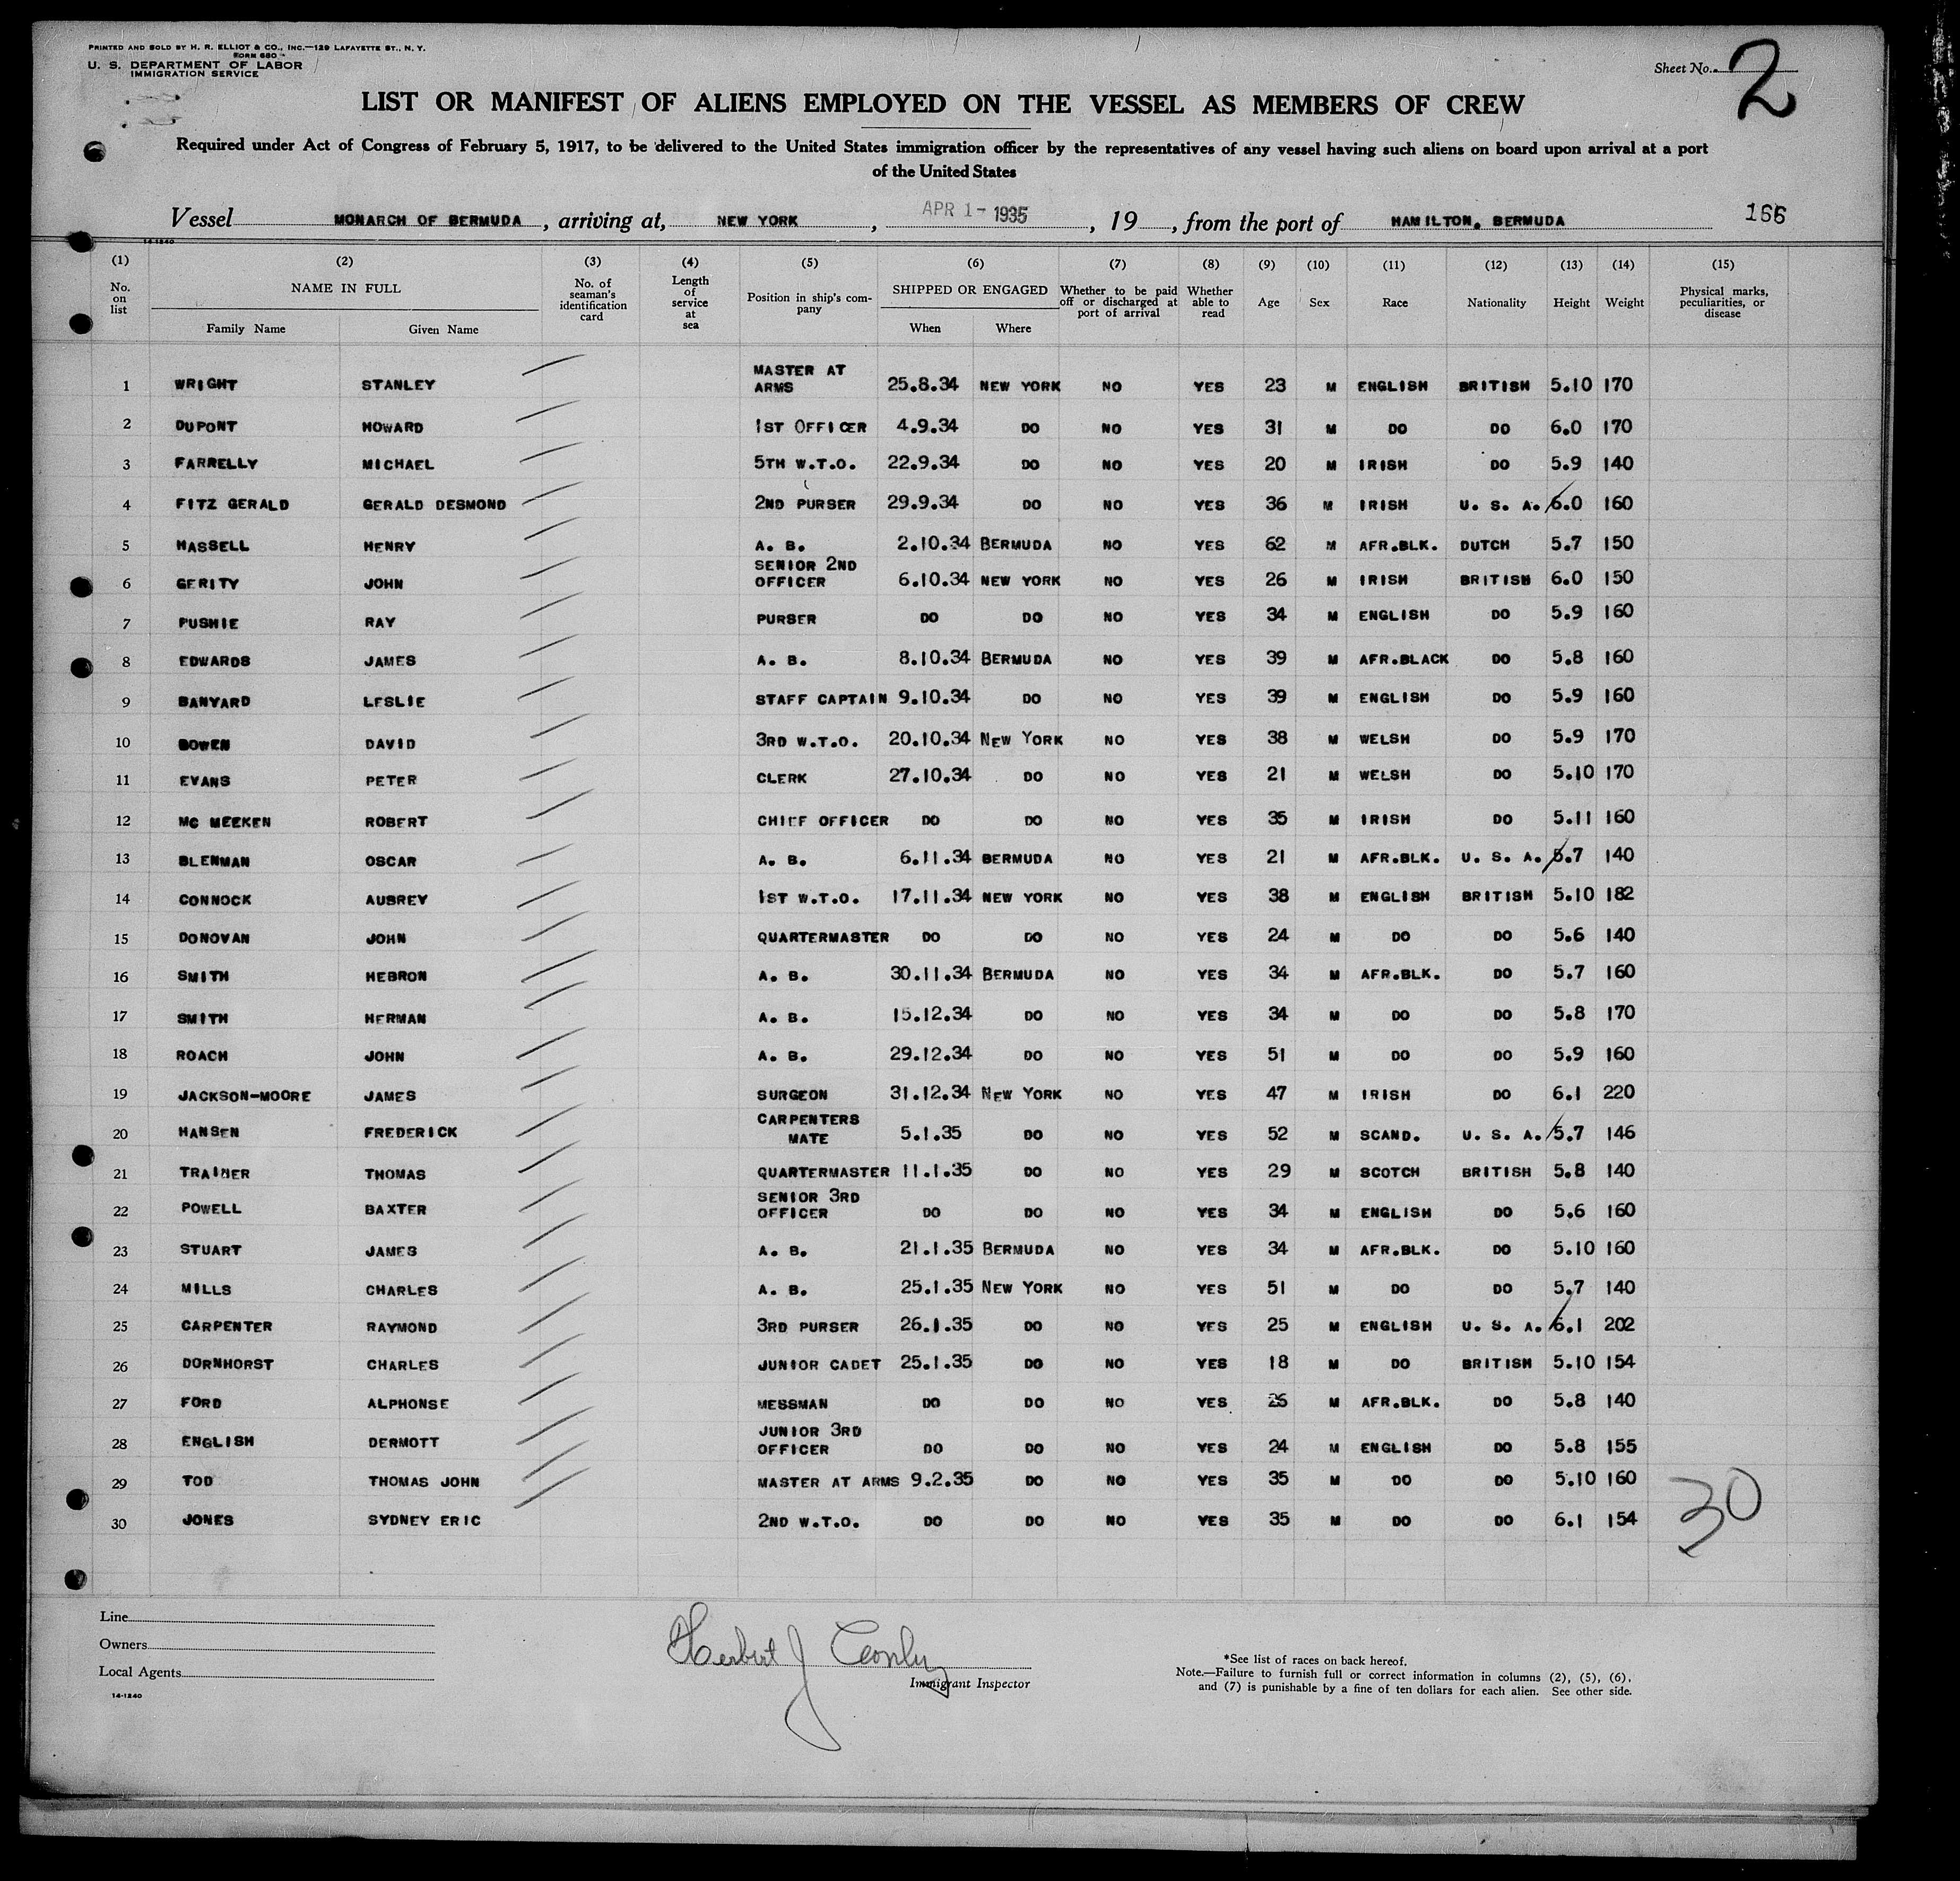 PRINTED AND SOLD BY H. R. ELLIOT & CO., INC.—129 LAFAYETTE ST., N. Y.
FORM 680
U. S. DEPARTMENT OF LABOR
IMMIGRATION SERVICE
Sheet No. 2
LIST OR MANIFEST OF ALIENS EMPLOYED ON THE VESSEL AS MEMBERS OF CREW
Required under Act of Congress of February 5, 1917, to be delivered to the United States immigration officer by the representatives of any vessel having such aliens on board upon arrival at a port
of the United States
Vessel MONARCH OF BERMUDA, arriving at, NEW YORK, APR 1- 1935, 19, from the port of HAMILTON, BERMUDA 166
14-1240
(1) (2) (3) (4) (5) (6) (7) (8) (9) (10) (11) (12) (13) (14) (15)
No. on list NAME IN FULL Family Name Given Name No. of seaman's identification card Length of service at sea Position in ship's company SHIPPED OR ENGAGED When Where Whether to be paid off or discharged at port of arrival Whether able to read Age Sex Race Nationality Height Weight Physical marks, peculiarities, or disease
1 WRIGHT STANLEY MASTER AT ARMS 25.8.34 NEW YORK NO YES 23 M ENGLISH BRITISH 5.10 170
2 DUPONT HOWARD 1ST OFFICER 4.9.34 DO NO YES 31 M DO DO 6.0 170
3 FARRELLY MICHAEL 5TH W.T.O. 22.9.34 DO NO YES 20 M IRISH DO 5.9 140
4 FITZ GERALD GERALD DESMOND 2ND PURSER 29.9.34 DO NO YES 36 M IRISH U. S. A. 6.0 160
5 HASSELL HENRY A. B. 2.10.34 BERMUDA NO YES 62 M AFR.BLK. DUTCH 5.7 150
6 GERITY JOHN SENIOR 2ND OFFICER 6.10.34 NEW YORK NO YES 26 M IRISH BRITISH 6.0 150
7 PUSHIE RAY PURSER DO DO NO YES 34 M ENGLISH DO 5.9 160
8 EDWARDS JAMES A. B. 8.10.34 BERMUDA NO YES 39 M AFR.BLACK DO 5.8 160
9 BANYARD LESLIE STAFF CAPTAIN 9.10.34 DO NO YES 39 M ENGLISH DO 5.9 160
10 BOWEN DAVID 3RD W.T.O. 20.10.34 NEW YORK NO YES 38 M WELSH DO 5.9 170
11 EVANS PETER CLERK 27.10.34 DO NO YES 21 M WELSH DO 5.10 170
12 MC MEEKEN ROBERT CHIEF OFFICER DO DO NO YES 35 M IRISH DO 5.11 160
13 BLENMAN OSCAR A. B. 6.11.34 BERMUDA NO YES 21 M AFR.BLK. U. S. A. 5.7 140
14 CONNOCK AUBREY 1ST W.T.O. 17.11.34 NEW YORK NO YES 38 M ENGLISH BRITISH 5.10 182
15 DONOVAN JOHN QUARTERMASTER DO DO NO YES 24 M DO DO 5.6 140
16 SMITH HEBRON A. B. 30.11.34 BERMUDA NO YES 34 M AFR.BLK. DO 5.7 160
17 SMITH HERMAN A. B. 15.12.34 DO NO YES 34 M DO DO 5.8 170
18 ROACH JOHN A. B. 29.12.34 DO NO YES 51 M DO DO 5.9 160
19 JACKSON-MOORE JAMES SURGEON 31.12.34 NEW YORK NO YES 47 M IRISH DO 6.1 220
20 HANSEN FREDERICK CARPENTERS MATE 5.1.35 DO NO YES 52 M SCAND. U. S. A. 5.7 146
21 TRAINER THOMAS QUARTERMASTER 11.1.35 DO NO YES 29 M SCOTCH BRITISH 5.8 140
22 POWELL BAXTER SENIOR 3RD OFFICER DO DO NO YES 34 M ENGLISH DO 5.6 160
23 STUART JAMES A. B. 21.1.35 BERMUDA NO YES 34 M AFR.BLK. DO 5.10 160
24 MILLS CHARLES A. B. 25.1.35 NEW YORK NO YES 51 M DO DO 5.7 140
25 CARPENTER RAYMOND 3RD PURSER 26.1.35 DO NO YES 25 M ENGLISH U. S. A. 6.1 202
26 DORNHORST CHARLES JUNIOR CADET 25.1.35 DO NO YES 18 M DO BRITISH 5.10 154
27 FORD ALPHONSE MESSMAN DO DO NO YES 26 M AFR.BLK. DO 5.8 140
28 ENGLISH DERMOTT JUNIOR 3RD OFFICER DO DO NO YES 24 M ENGLISH DO 5.8 155
29 TOD THOMAS JOHN MASTER AT ARMS 9.2.35 DO NO YES 35 M DO DO 5.10 160
30 JONES SYDNEY ERIC 2ND W.T.O. DO DO NO YES 35 M DO DO 6.1 154
30
Line
Owners
Local Agents
14-1240
Herbert J
Immigrant Inspector
*See list of races on back hereof.
Note.—Failure to furnish full or correct information in columns (2), (5), (6),
and (7) is punishable by a fine of ten dollars for each alien. See other side.